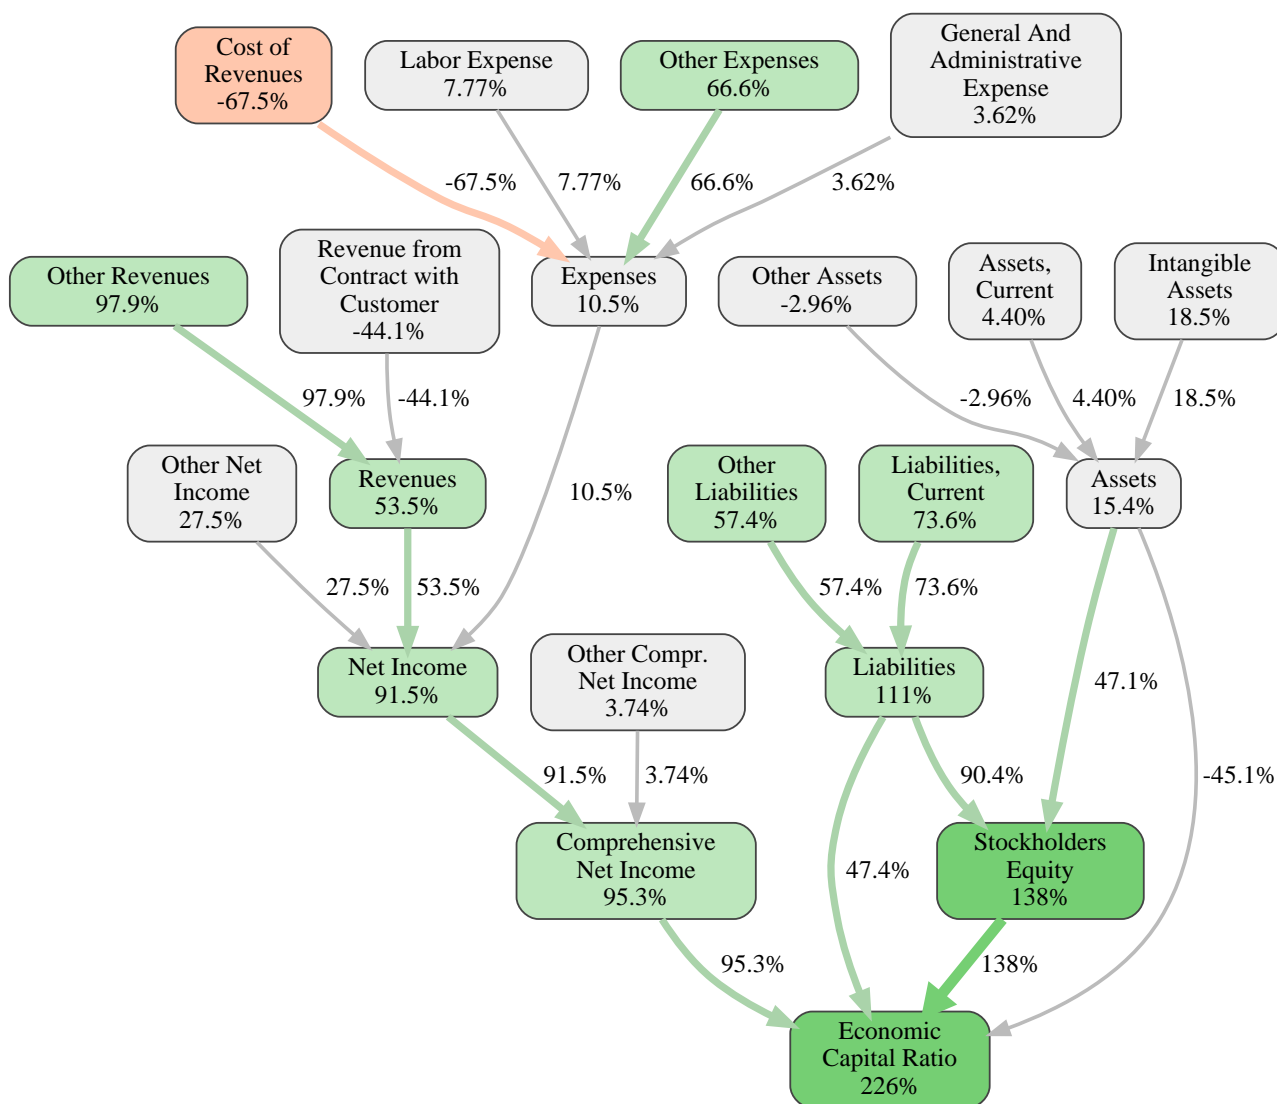 Cost of
Revenues
-67.5%
Labor Expense
7.77%
Other Expenses
66.6%
General And
Administrative
Expense
3.62%
-67.5%
7.77%
66.6%
3.62%
Other Revenues
97.9%
Revenue from
Contract with
Customer
-44.1%
Expenses
10.5%
Other Assets
-2.96%
Assets,
Current
4.40%
Intangible
Assets
18.5%
97.9%
-44.1%
-2.96%
4.40%
18.5%
Other Net
Income
27.5%
Revenues
53.5%
10.5%
Other
Liabilities
57.4%
Liabilities,
Current
73.6%
Assets
15.4%
27.5%
53.5%
57.4%
73.6%
Net Income
91.5%
Other Compr.
Net Income
3.74%
Liabilities
111%
47.1%
91.5%
3.74%
90.4%
-45.1%
Comprehensive
Net Income
95.3%
47.4%
Stockholders
Equity
138%
95.3%
138%
Economic
Capital Ratio
226%